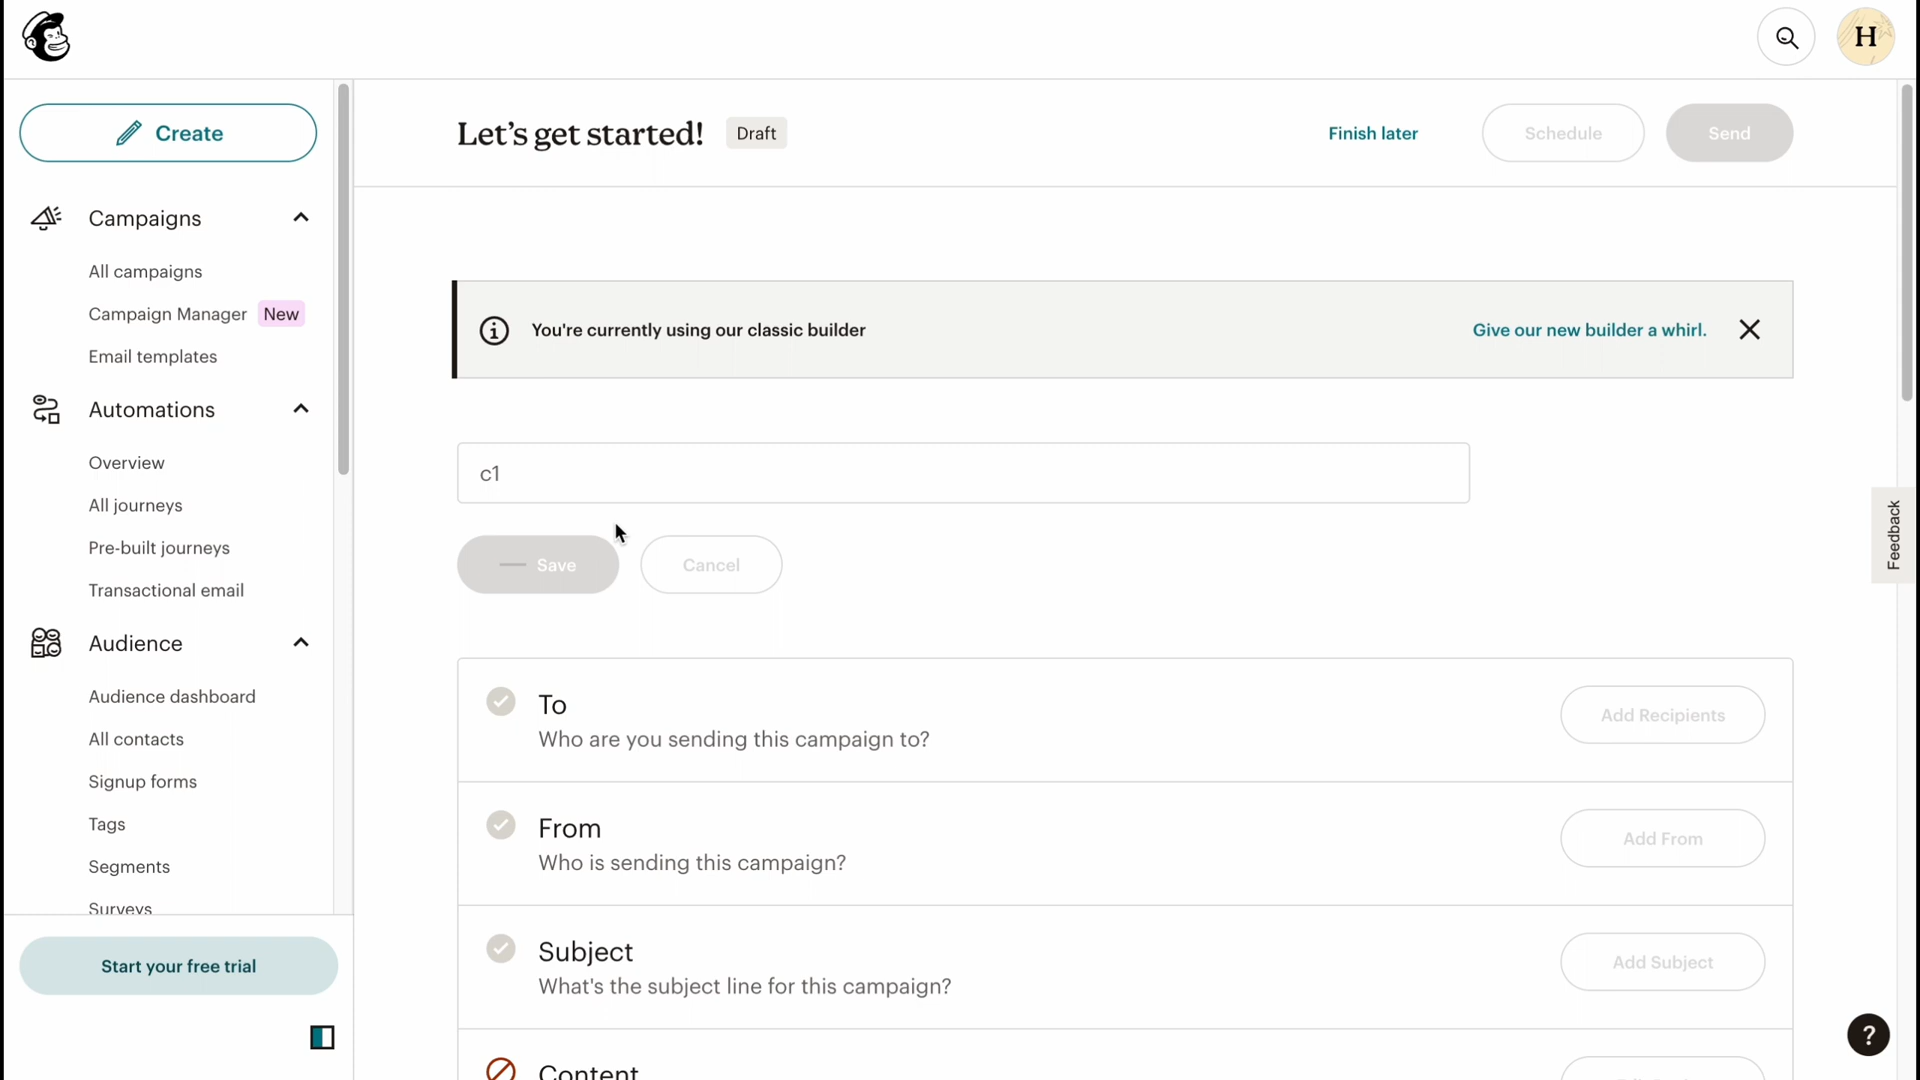 H
Create
Let's get started! Draft
Finish later
Schedule
Send
Campaigns
All campaigns
Campaign Manager New
Email templates
Automations
Overview
All journeys
Pre-built journeys
Transactional email
Audience
Audience dashboard
All contacts
Signup forms
Tags
Segments
Surveys
Start your free trial
You're currently using our classic builder
Give our new builder a whirl.
c1
Save
Cancel
To
Who are you sending this campaign to?
Add Recipients
From
Who is sending this campaign?
Add From
Subject
What's the subject line for this campaign?
Add Subject
Content
Feedback
?